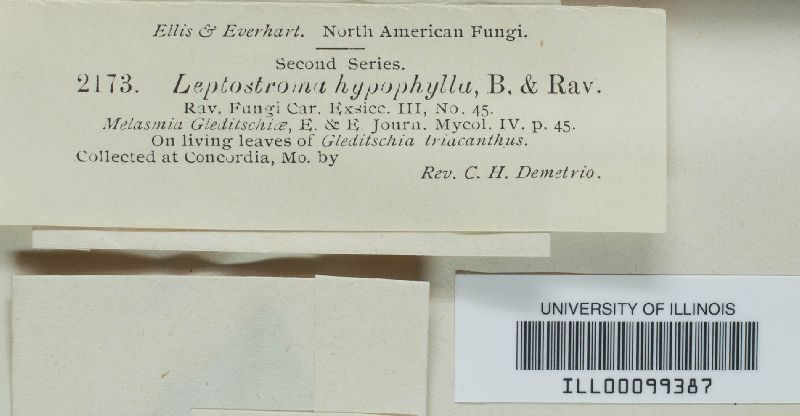 Ellis & Everhart. North American Fungi.
Second Series.
2173. Leptostroma hypophylla, B. & Rav.
Rav. Fungi Car. Exsicc. III, No. 45.
Melasmia Gleditschiæ, E. & E. Journ. Mycol. IV. p. 45.
On living leaves of Gleditschia triacanthus.
Collected at Concordia, Mo. by
Rev. C. H. Demetrio.
UNIVERSITY OF ILLINOIS
ILL00099387